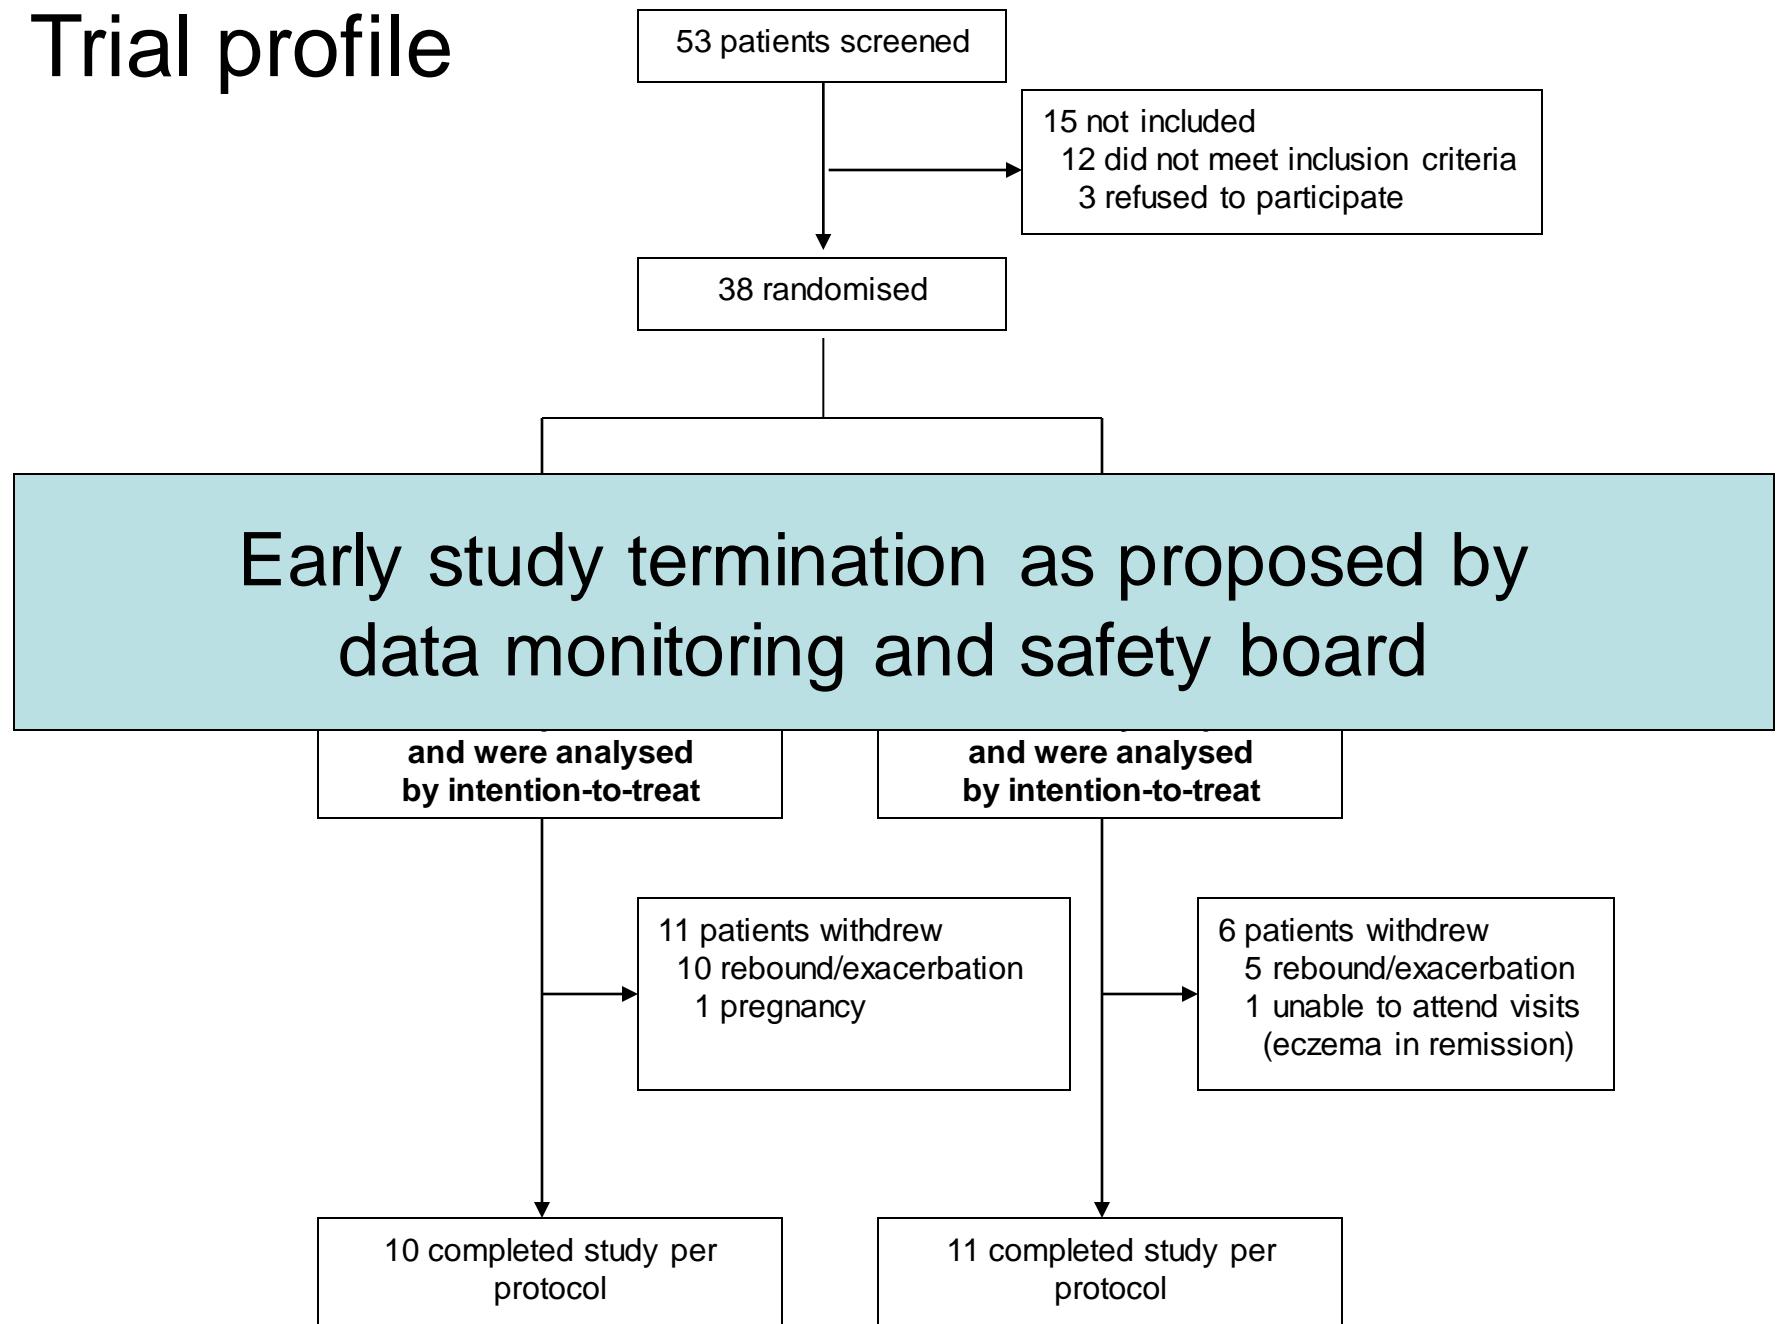 Trial profile
53 patients screened
15 not included
12 did not meet inclusion criteria
3 refused to participate
38 randomised
Early study termination as proposed by
data monitoring and safety board
and were analysed
by intention-to-treat
and were analysed
by intention-to-treat
11 patients withdrew
10 rebound/exacerbation
1 pregnancy
6 patients withdrew
5 rebound/exacerbation
1 unable to attend visits
(eczema in remission)
10 completed study per
protocol
11 completed study per
protocol